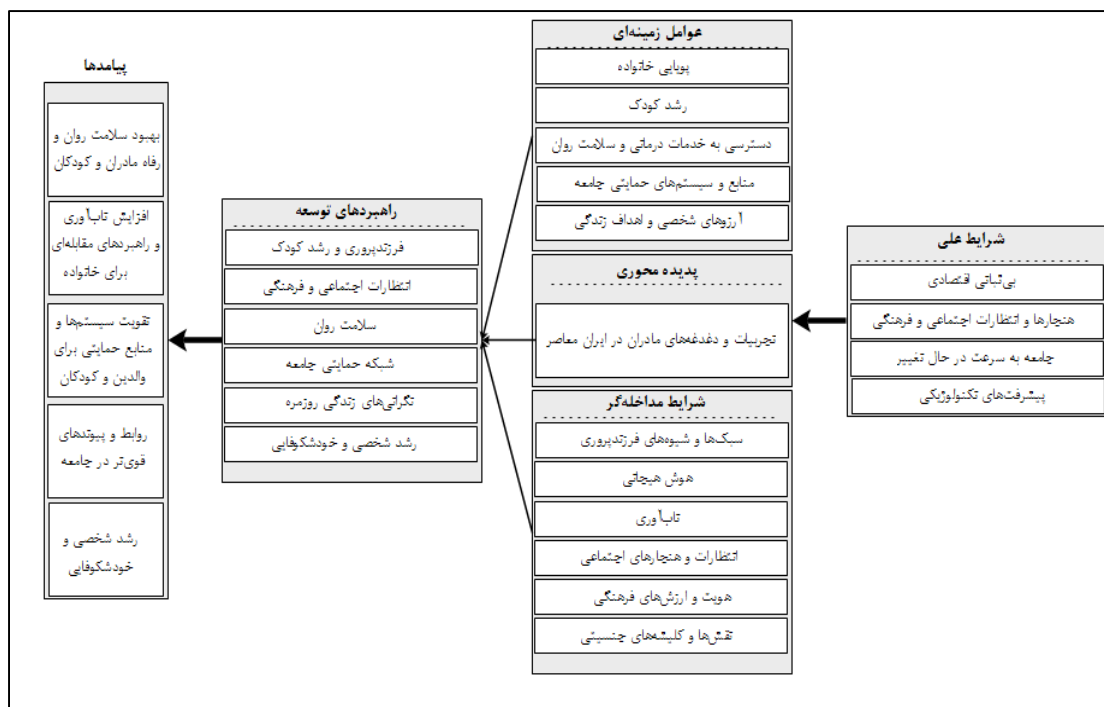 شرایط علی
بی‌ثباتی اقتصادی
هنجارها و انتظارات اجتماعی و فرهنگی
جامعه به سرعت در حال تغییر
پیشرفت‌های تکنولوژیکی
عوامل زمینه‌ای
پویایی خانواده
رشد کودک
دسترسی به خدمات درمانی و سلامت روان
منابع و سیستم‌های حمایتی جامعه
آرزوهای شخصی و اهداف زندگی
پدیده محوری
تجربیات و دغدغه‌های مادران در ایران معاصر
شرایط مداخله‌گر
سبک‌ها و شیوه‌های فرزندپروری
هوش هیجانی
تاب‌آوری
انتظارات و هنجارهای اجتماعی
هویت و ارزش‌های فرهنگی
نقش‌ها و کلیشه‌های جنسیتی
راهبردهای توسعه
فرزندپروری و رشد کودک
انتظارات اجتماعی و فرهنگی
سلامت روان
شبکه حمایتی جامعه
نگرانی‌های زندگی روزمره
رشد شخصی و خودشکوفایی
پیامدها
بهبود سلامت روان و
رفاه مادران و کودکان
افزایش تاب‌آوری
و راهبردهای مقابله‌ای
برای خانواده
تقویت سیستم‌ها و
منابع حمایتی برای
والدین و کودکان
روابط و پیوندهای
قوی‌تر در جامعه
رشد شخصی و
خودشکوفایی